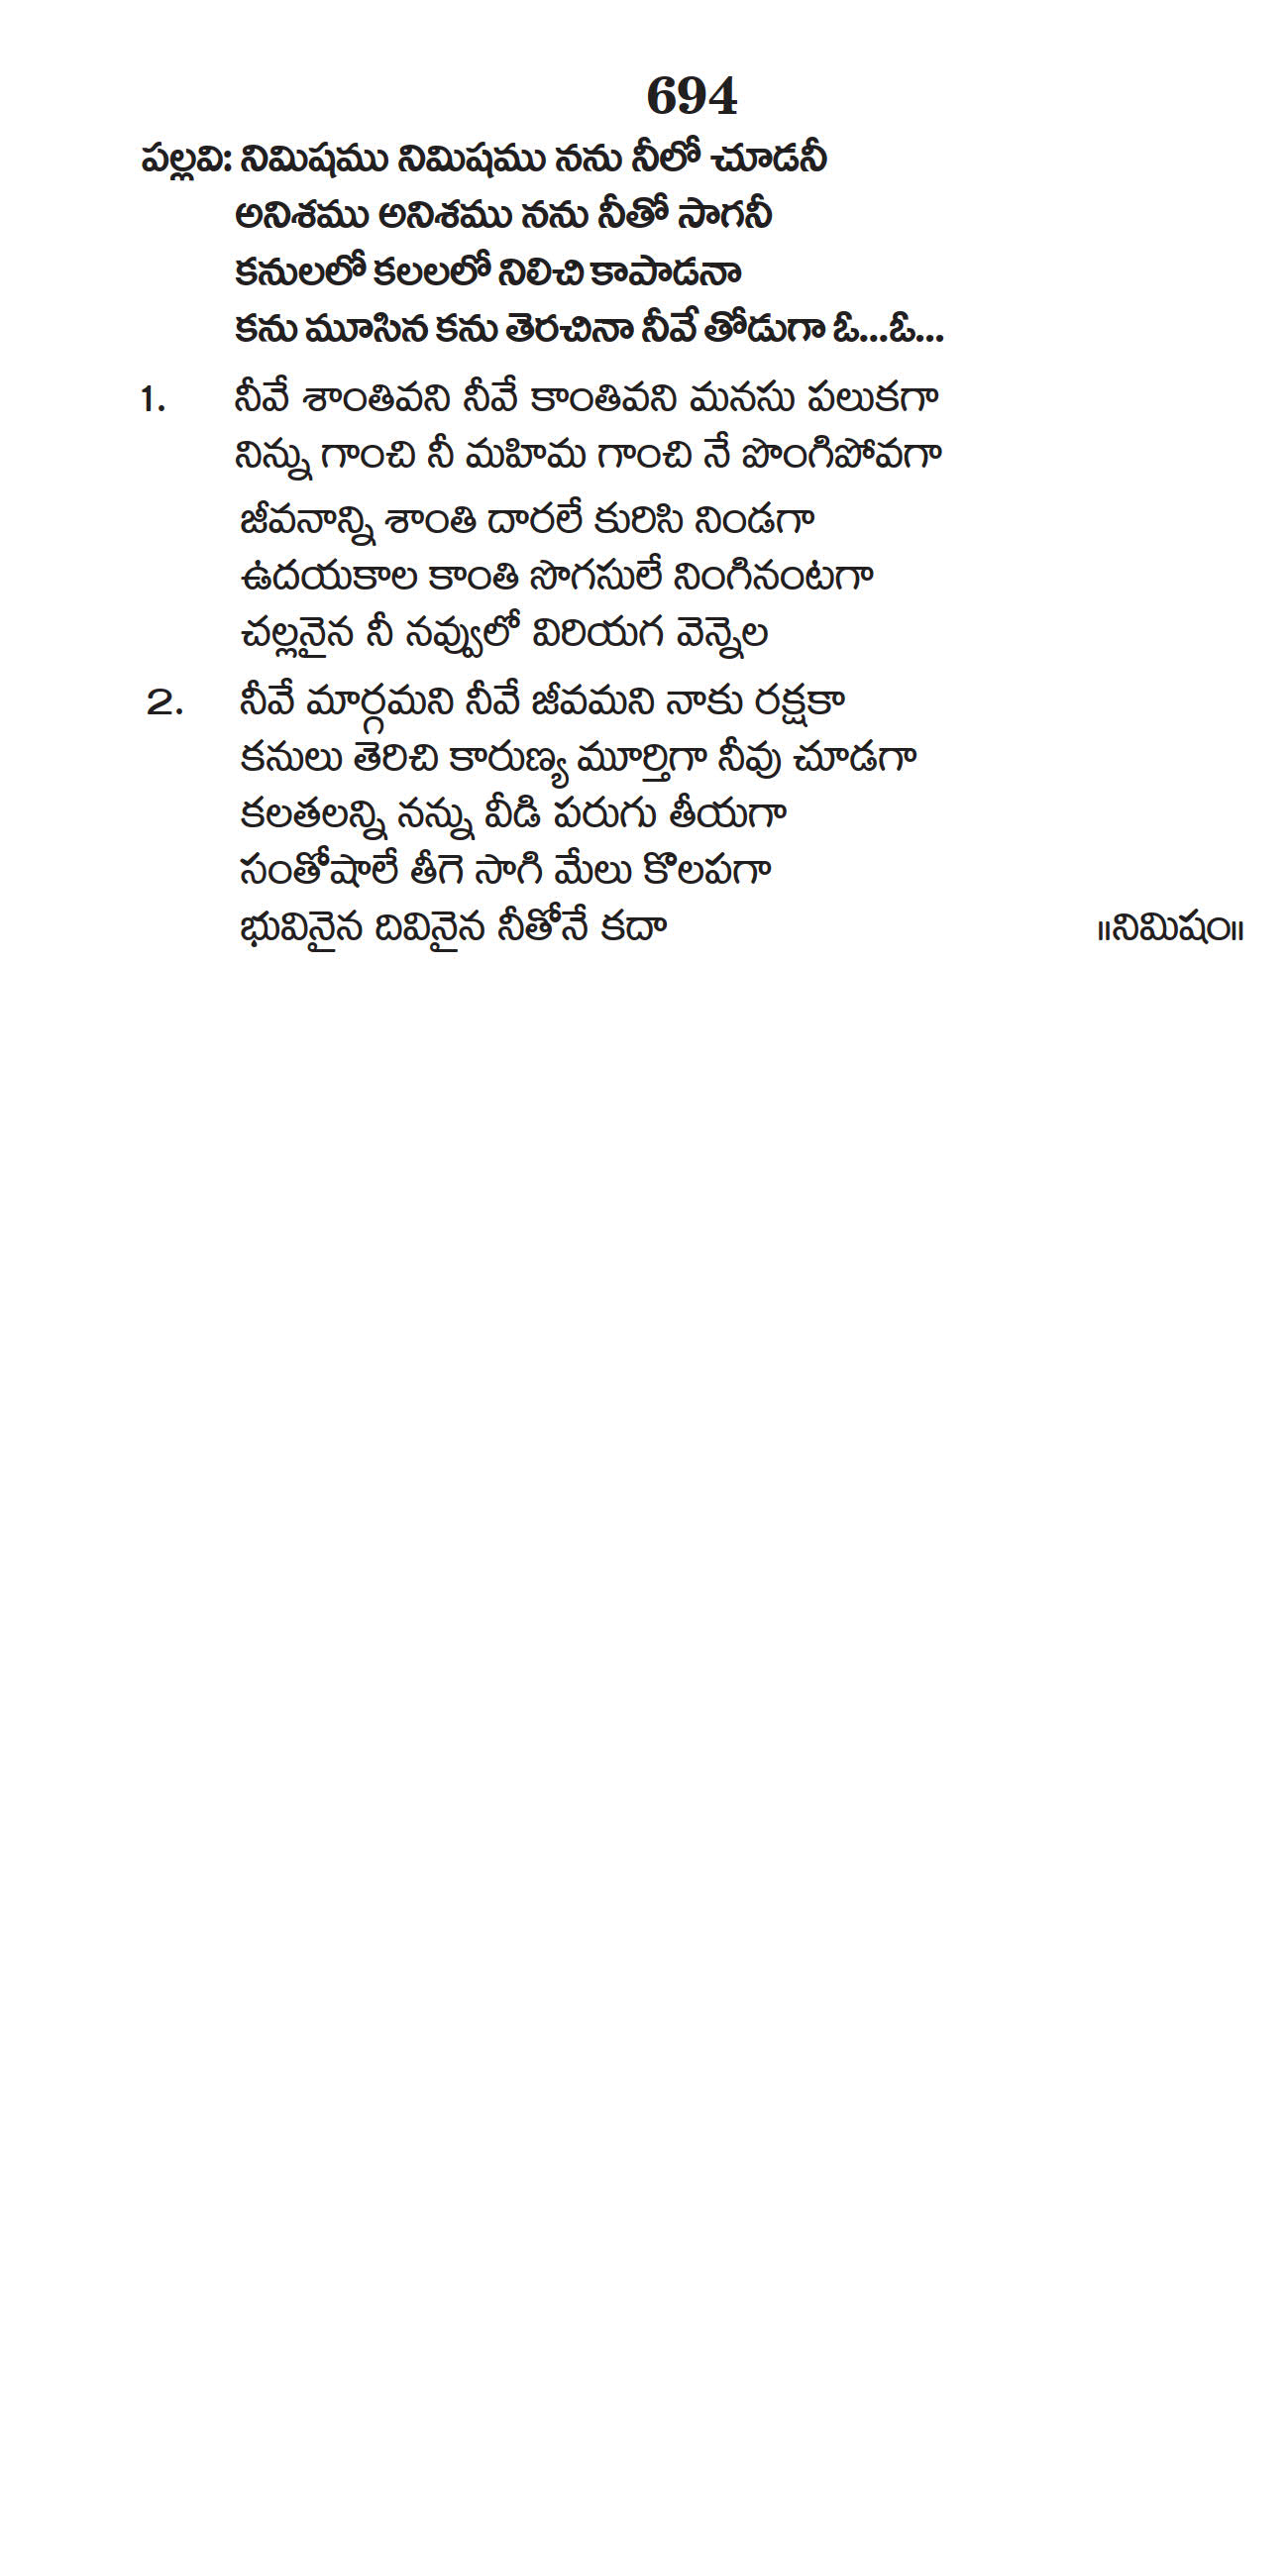 694
పల్లవి: నిమిషము నిమిషము నను నీలో చూడనీ
అనిశము అనిశము నను నీతో సాగనీ
కనులలో కలలలో నిలిచి కాపాడనా
కను మూసిన కను తెరచినా నీవే తోడుగా ఓ...ఓ...
1. నీవే శాంతివని నీవే కాంతివని మనసు పలుకగా
నిన్ను గాంచి నీ మహిమ గాంచి నే పొంగిపోవగా
జీవనాన్ని శాంతి దారలే కురిసి నిండగా
ఉదయకాల కాంతి సొగసులే నింగినంటగా
చల్లనైన నీ నవ్వులో విరియగ వెన్నెల
2. నీవే మార్గమని నీవే జీవమని నాకు రక్షకా
కనులు తెరిచి కారుణ్య మూర్తిగా నీవు చూడగా
కలతలన్ని నన్ను వీడి పరుగు తీయగా
సంతోషాలే తీగె సాగి మేలు కొలపగా
భువినైన దివినైన నీతోనే కదా ॥నిమిషం॥